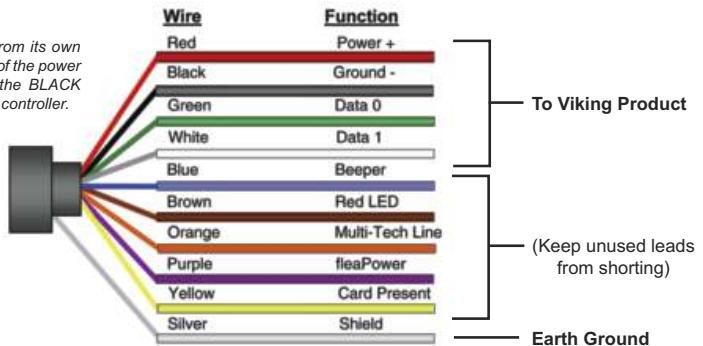 Wire Function
rom its own
of the power
the BLACK
controller.
Red Power +
Black Ground -
Green Data 0
White Data 1
To Viking Product
Blue Beeper
Brown Red LED
Orange Multi-Tech Line
Purple fleaPower
Yellow Card Present
(Keep unused leads
from shorting)
Silver Shield
Earth Ground